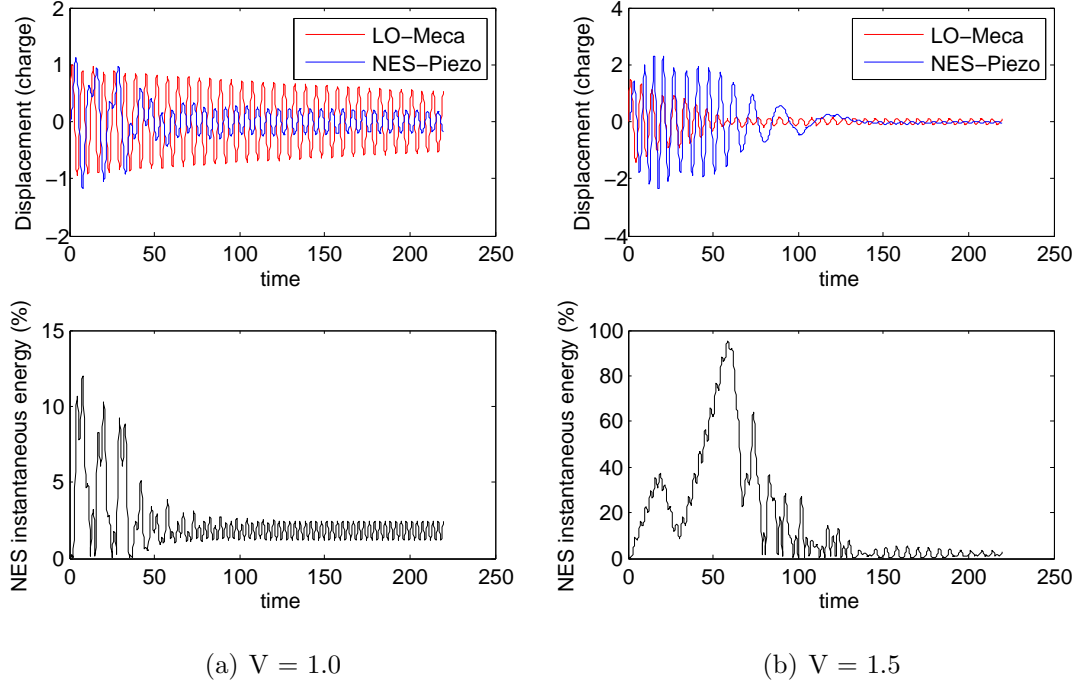 2
1
0
−1
−2
Displacement (charge)
LO−Meca
NES−Piezo
0 50 100 150 200 250
time
4
2
0
−2
−4
Displacement (charge)
LO−Meca
NES−Piezo
0 50 100 150 200 250
time
15
10
5
0
NES instantaneous energy (%)
0 50 100 150 200 250
time
100
80
60
40
20
0
NES instantaneous energy (%)
0 50 100 150 200 250
time
(a) V = 1.0
(b) V = 1.5